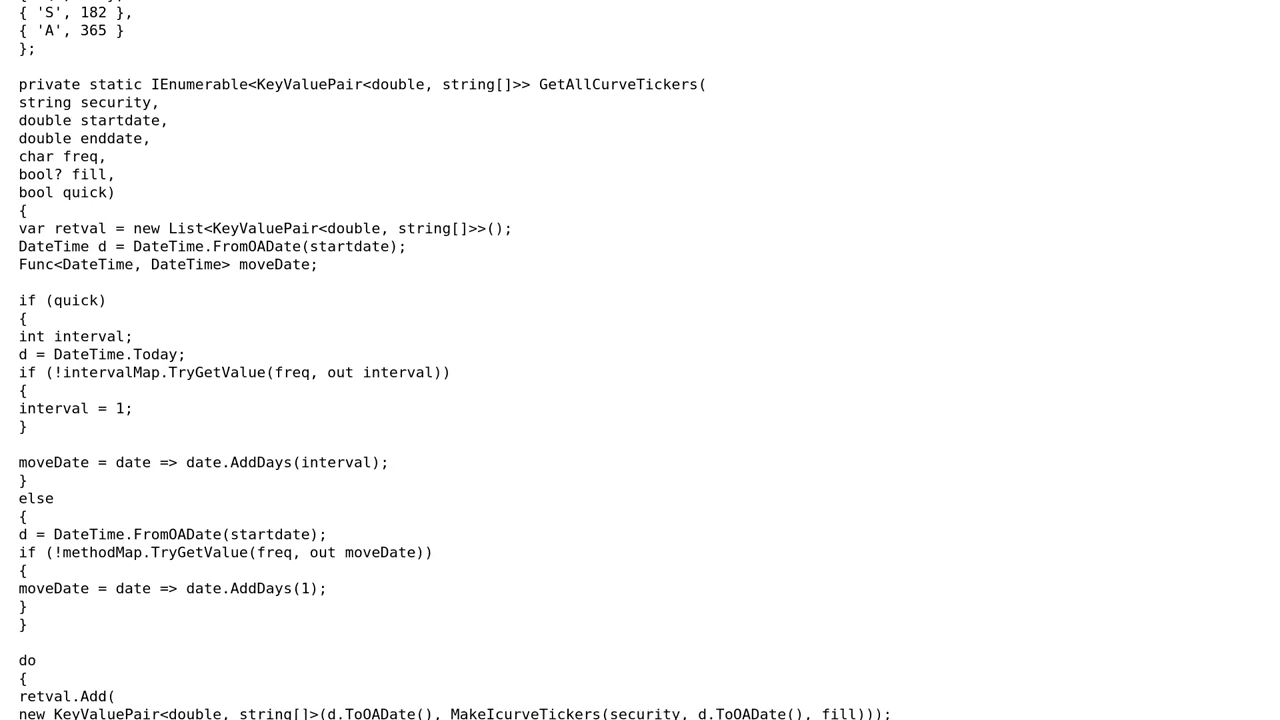 { 'S', 182 },
{ 'A', 365 }
};
private static IEnumerable<KeyValuePair<double, string[]>> GetAllCurveTickers(
string security,
double startdate,
double enddate,
char freq,
bool? fill,
bool quick)
{
var retval = new List<KeyValuePair<double, string[]>>();
DateTime d = DateTime.FromOADate(startdate);
Func<DateTime, DateTime> moveDate;
if (quick)
{
int interval;
d = DateTime.Today;
if (!intervalMap.TryGetValue(freq, out interval))
{
interval = 1;
}
moveDate = date => date.AddDays(interval);
}
else
{
d = DateTime.FromOADate(startdate);
if (!methodMap.TryGetValue(freq, out moveDate))
{
moveDate = date => date.AddDays(1);
}
}
do
{
retval.Add(
new KeyValuePair<double, string[]>(d.ToOADate(), MakeIcurveTickers(security, d.ToOADate(), fill)));